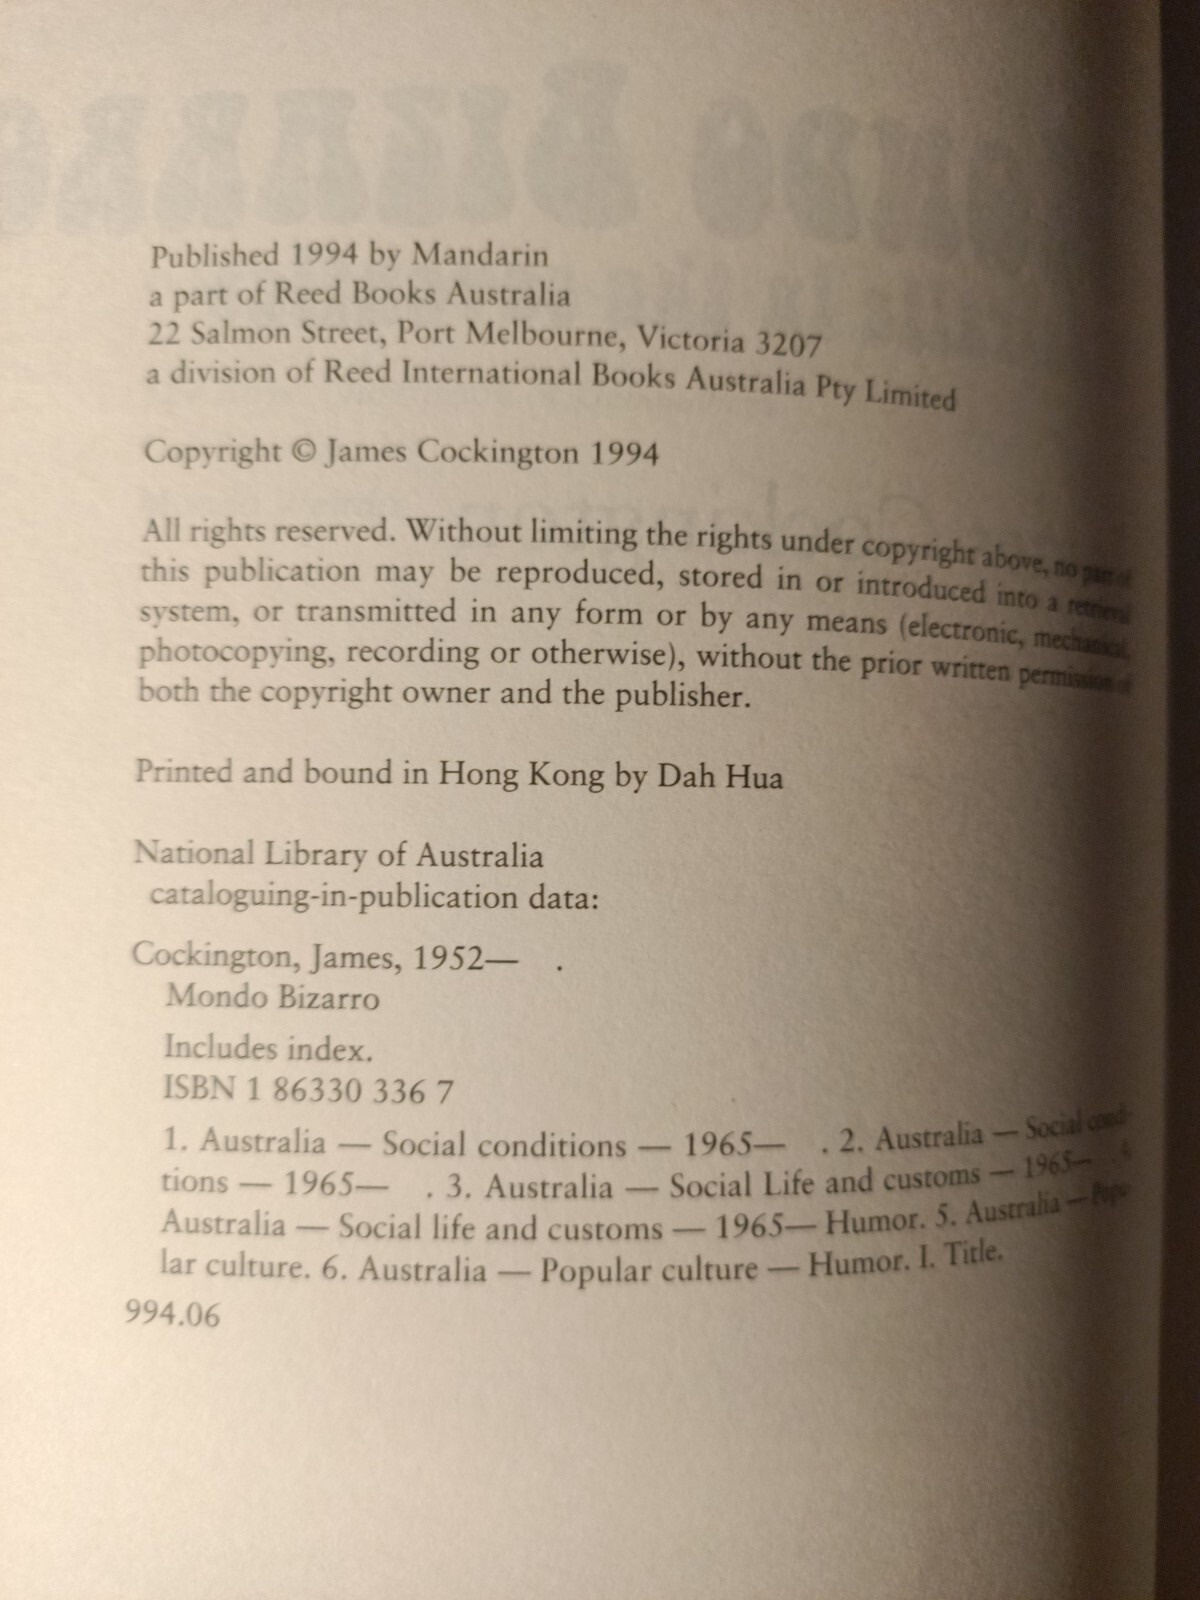 Published 1994 by Mandarin
a part of Reed Books Australia
22 Salmon Street, Port Melbourne, Victoria 3207
a division of Reed International Books Australia Pty Limited
Copyright © James Cockington 1994
All rights reserved. Without limiting the rights under copyright above, no part of
this publication may be reproduced, stored in or introduced into a retrieval
system, or transmitted in any form or by any means (electronic, mechanical,
photocopying, recording or otherwise), without the prior written permission of
both the copyright owner and the publisher.
Printed and bound in Hong Kong by Dah Hua
National Library of Australia
cataloguing-in-publication data:
Cockington, James, 1952— .
Mondo Bizarro
Includes index.
ISBN 1 86330 336 7
1. Australia — Social conditions — 1965— . 2. Australia — Social condi-
tions — 1965— . 3. Australia — Social Life and customs — 1965— .
Australia — Social life and customs — 1965— Humor. 5. Australia — Popu-
lar culture. 6. Australia — Popular culture — Humor. I. Title.
994.06